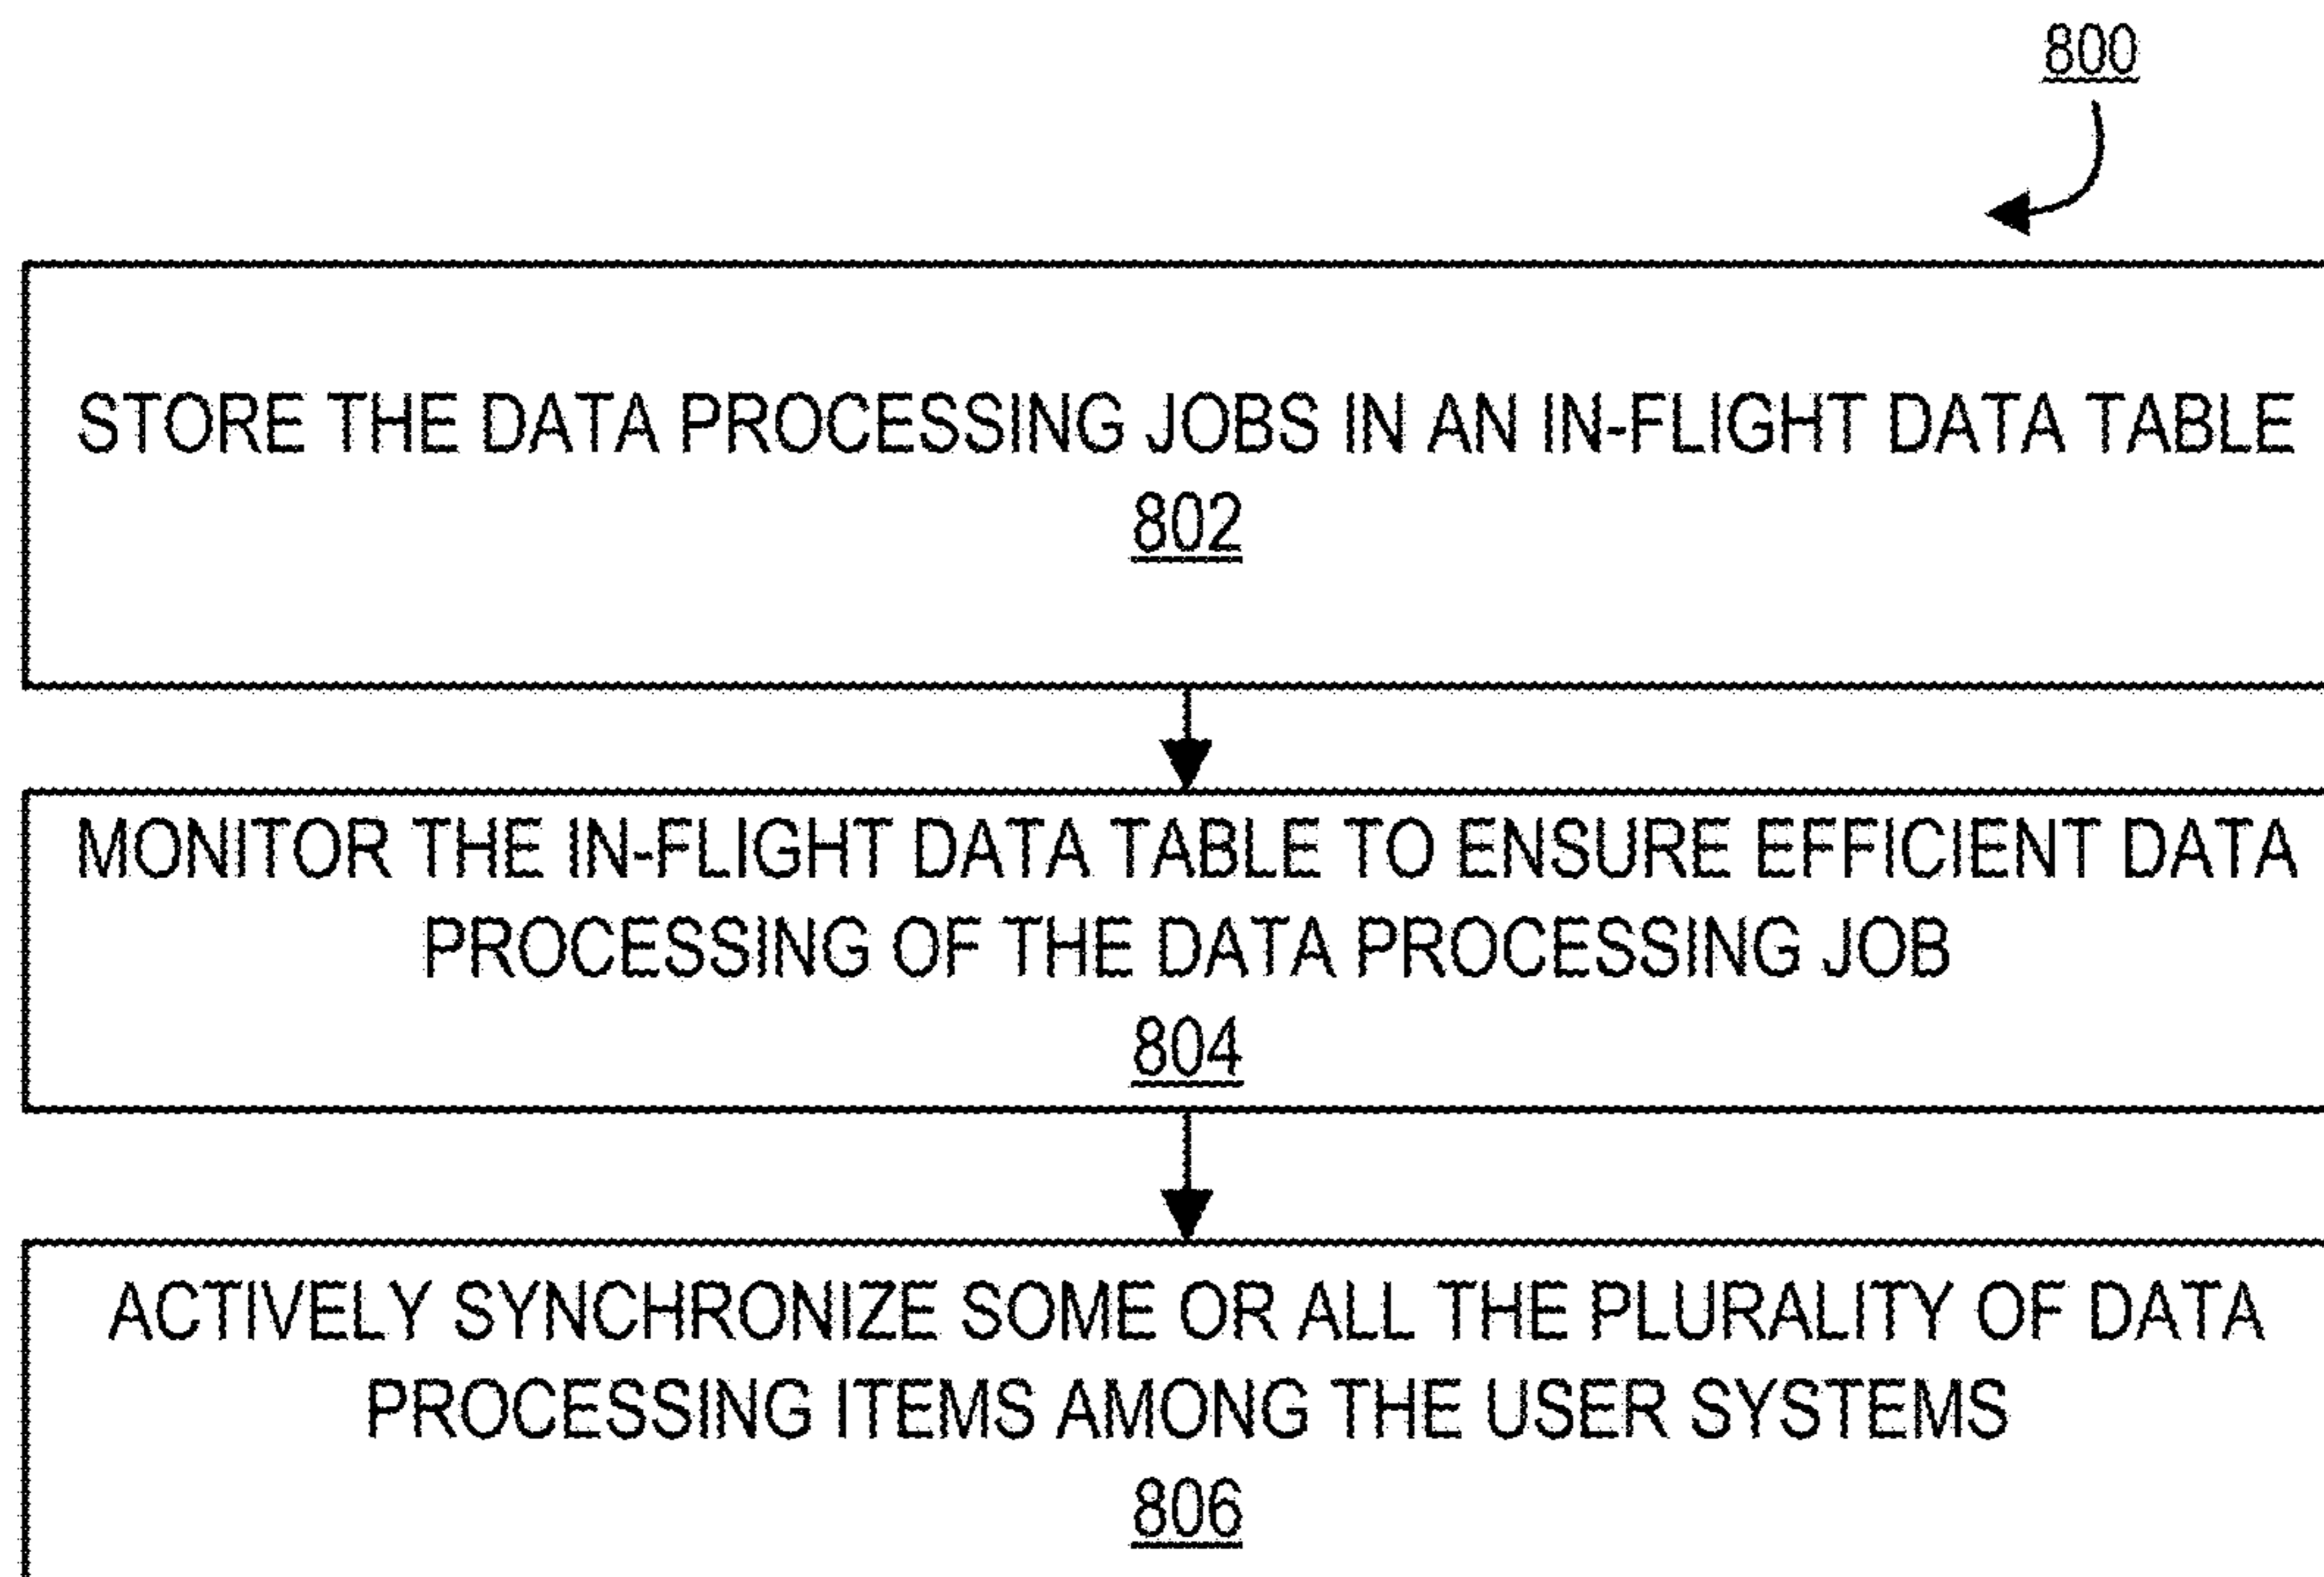 800
STORE THE DATA PROCESSING JOBS IN AN IN-FLIGHT DATA TABLE
802
MONITOR THE IN-FLIGHT DATA TABLE TO ENSURE EFFICIENT DATA
PROCESSING OF THE DATA PROCESSING JOB
804
ACTIVELY SYNCHRONIZE SOME OR ALL THE PLURALITY OF DATA
PROCESSING ITEMS AMONG THE USER SYSTEMS
806